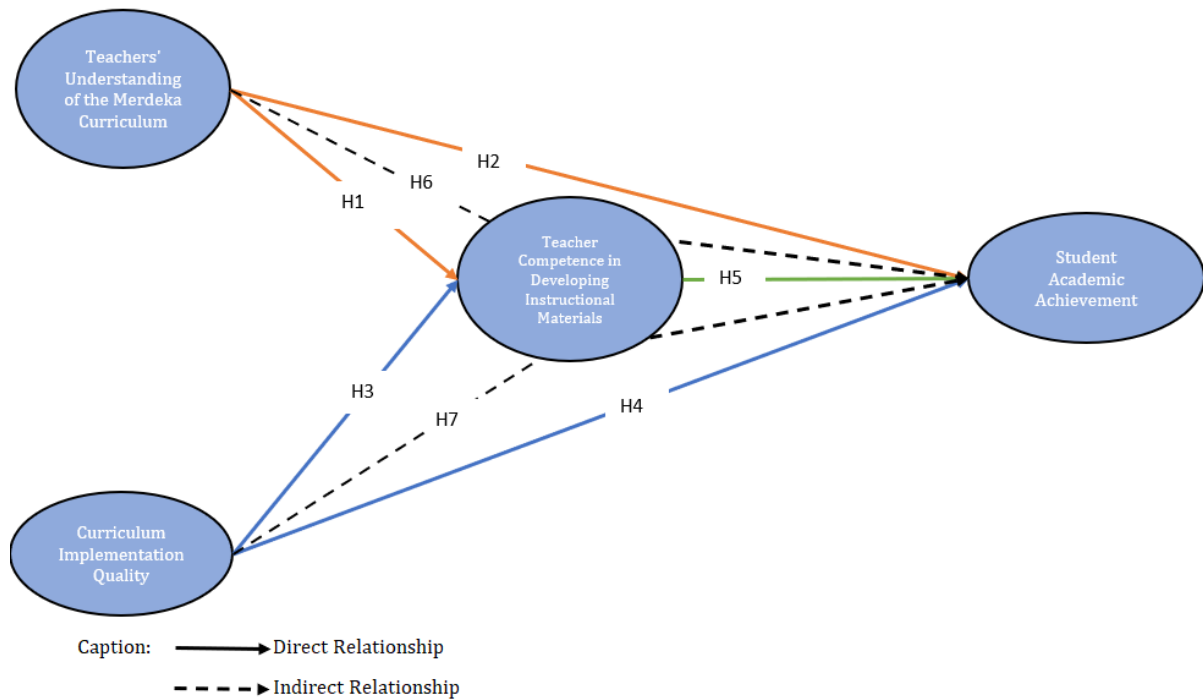 Teachers'
Understanding
of the Merdeka
Curriculum
H2
H6
H1
Teacher
Competence in
Developing
Instructional
Materials
H5
Student
Academic
Achievement
H3
H4
H7
Curriculum
Implementation
Quality
Caption:
Direct Relationship
Indirect Relationship